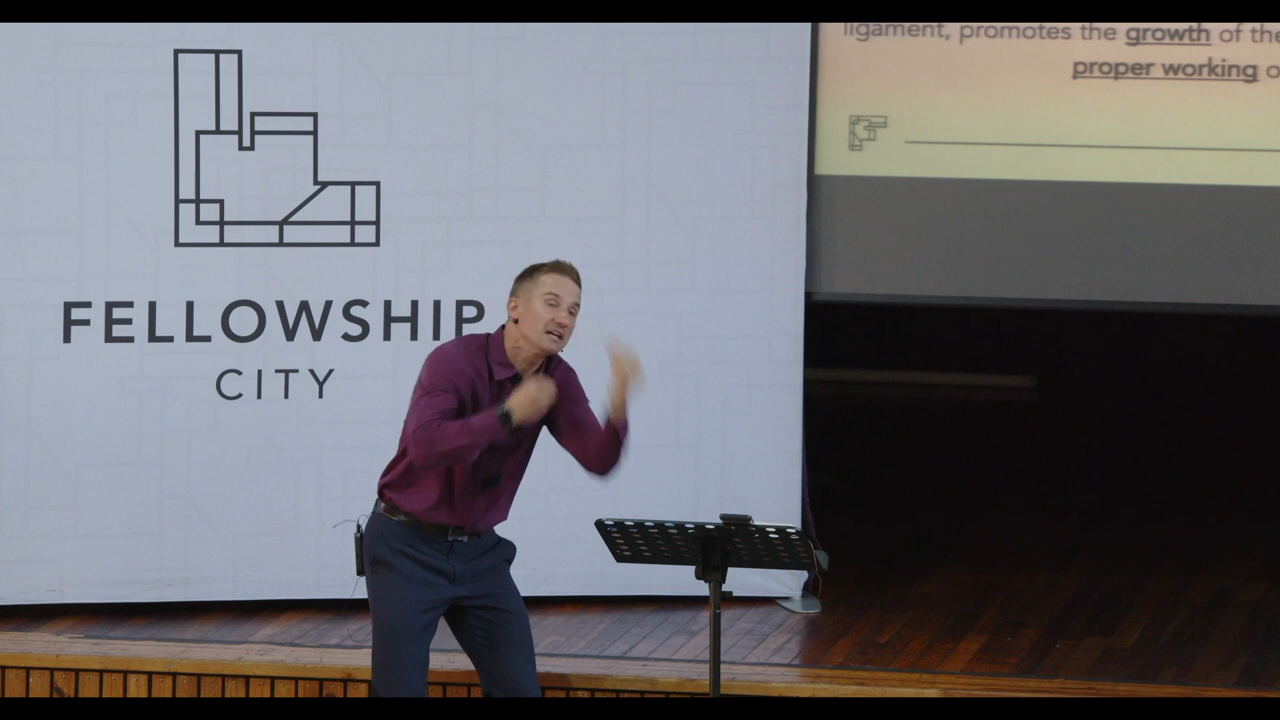 FELLOWSHIP
CITY
ligament, promotes the growth of the
proper working